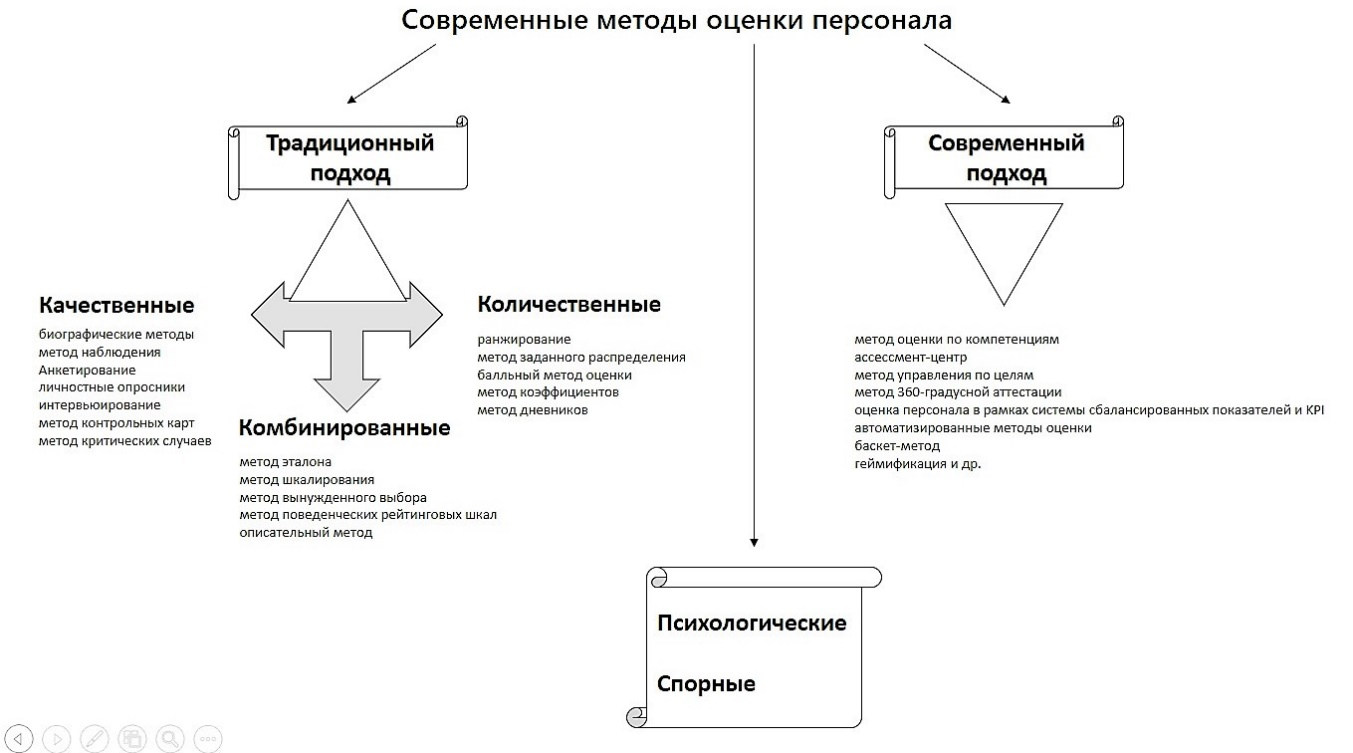 Современные методы оценки персонала
Традиционный
подход
Современный
подход
Качественные
биографические методы
метод наблюдения
Анкетирование
личностные опросники
интервьюирование
метод контрольных карт
метод критических случаев
Количественные
ранжирование
метод заданного распределения
балльный метод оценки
метод коэффициентов
метод дневников
Комбинированные
метод эталона
метод шкалирования
метод вынужденного выбора
метод поведенческих рейтинговых шкал
описательный метод
метод оценки по компетенциям
ассессмент-центр
метод управления по целям
метод 360-градусной аттестации
оценка персонала в рамках системы сбалансированных показателей и KPI
автоматизированные методы оценки
баскет-метод
геймификация и др.
Психологические
Спорные